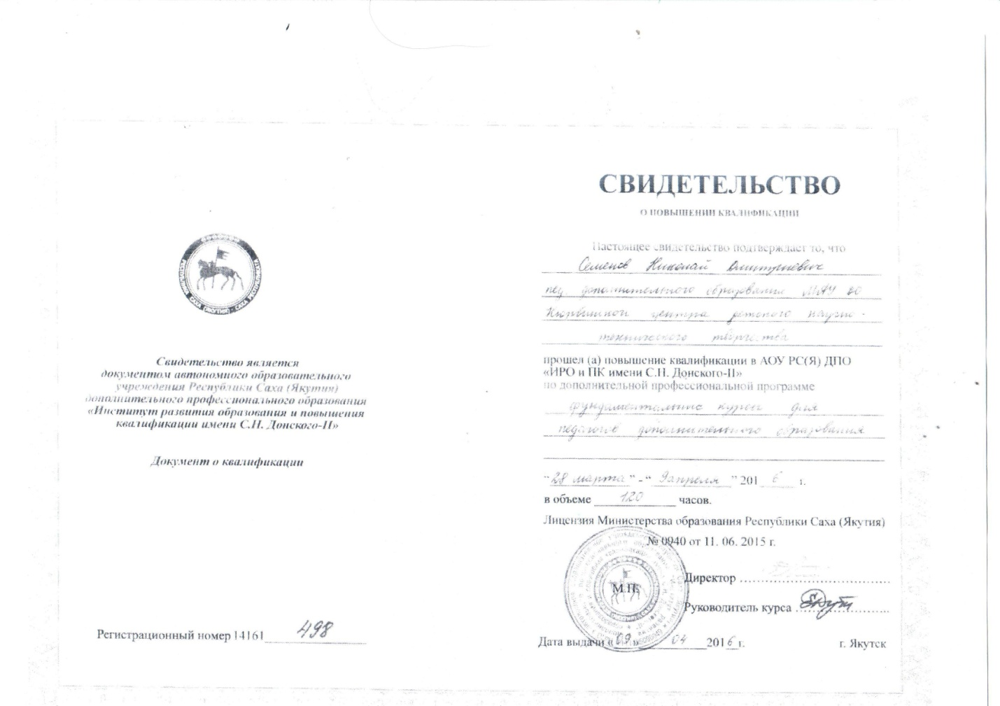 Свидетельство является
документом автономного образовательного
учреждения Республики Саха (Якутия)
дополнительного профессионального образования
«Институт развития образования и повышения
квалификации имени С.Н. Донского-II»
Документ о квалификации
Регистрационный номер 14161 498
СВИДЕТЕЛЬСТВО
О ПОВЫШЕНИИ КВАЛИФИКАЦИИ
Настоящее свидетельство подтверждает то, что
Семенов Николай Дмитриевич
пед. дополнительного образования МАУ ДО
центра детского научно-
технического творчества
прошел (а) повышение квалификации в АОУ РС(Я) ДПО
«ИРО и ПК имени С.Н. Донского-II»
по дополнительной профессиональной программе
фундаментальные курсы для
педагогов дополнительного образования
"28 марта" - "9 апреля" 2016 г.
в объеме 120 часов.
Лицензия Министерства образования Республики Саха (Якутия)
№ 0940 от 11. 06. 2015 г.
Директор
М.П.
Руководитель курса
Дата выдачи «09» 04 2016 г. г. Якутск